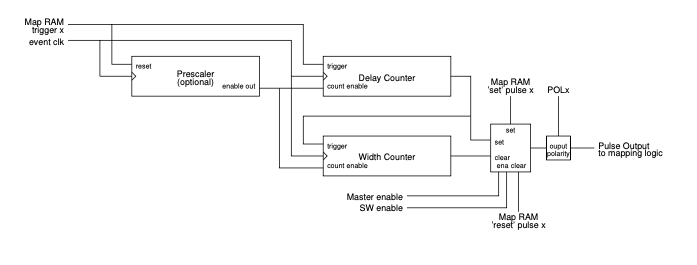 Map RAM
trigger x
event clk
reset
Prescaler
(optional)
enable out
trigger
Delay Counter
count enable
trigger
Width Counter
count enable
Map RAM
'set' pulse x
POLx
set
set
clear
ena clear
ouput
polarity
Pulse Output
to mapping logic
Master enable
SW enable
Map RAM
'reset' pulse x